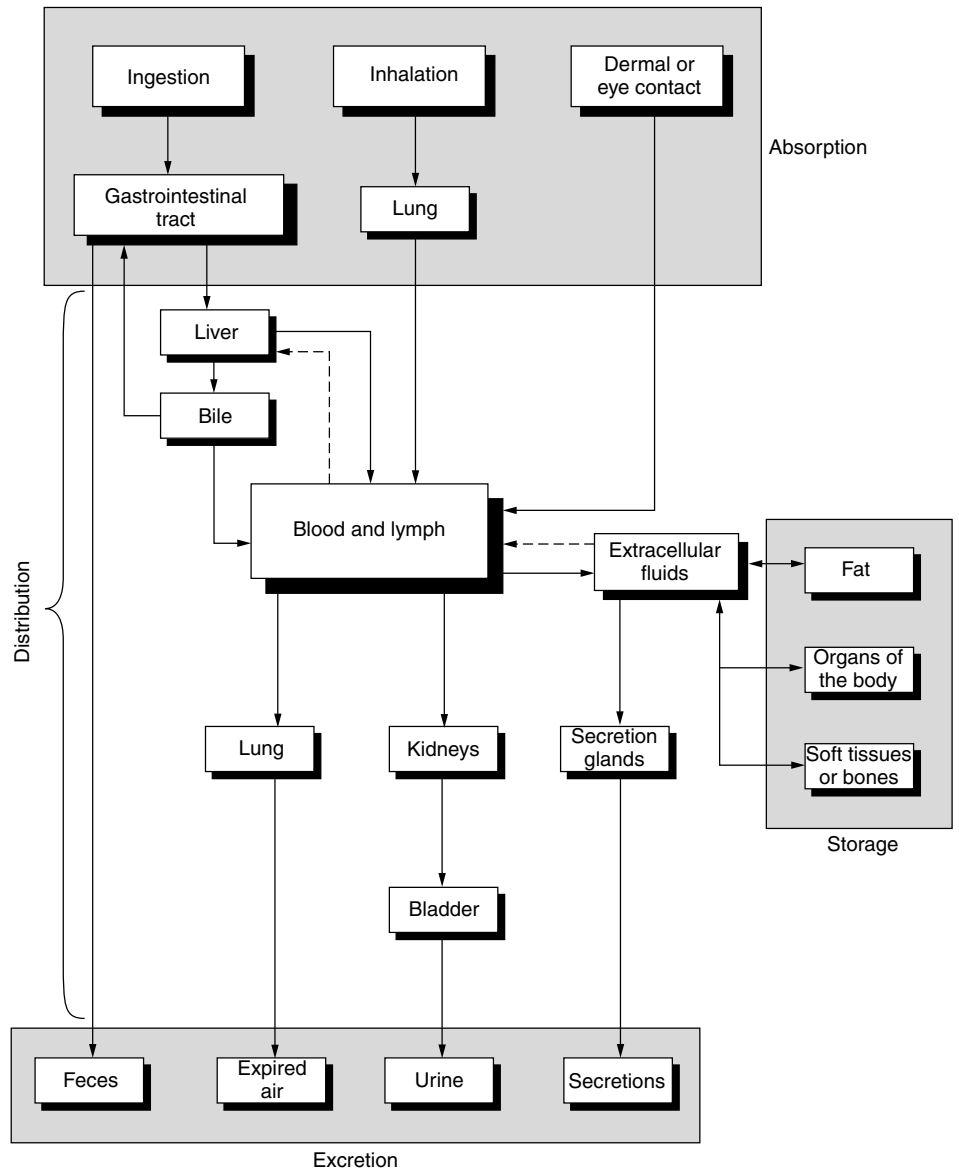 Ingestion
Inhalation
Dermal or
eye contact
Absorption
Gastrointestinal
tract
Lung
Liver
Bile
Blood and lymph
Extracellular
fluids
Fat
Organs of
the body
Soft tissues
or bones
Storage
Distribution
Lung
Kidneys
Secretion
glands
Bladder
Feces
Expired
air
Urine
Secretions
Excretion